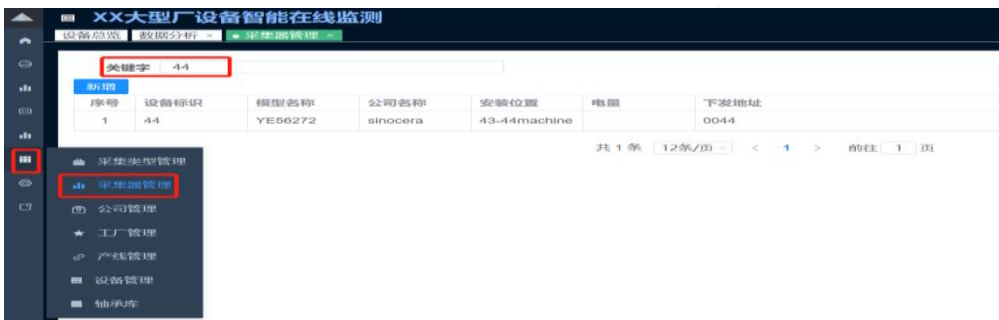 XX大型厂设备智能在线监测
设备总览 数据分析 × 采集器管理 ×
关键字 44
新增
序号 设备标识 模型名称 公司名称 安装位置 电量 下发地址
1 44 YE56272 sinocera 43-44machine 0044
共 1 条 12条/页 < 1 > 前往 1 页
采集类型管理
采集器管理
公司管理
工厂管理
产线管理
设备管理
轴承库